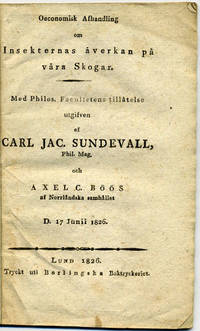 Oeconomisk Afhandling
om
Insekternas åverkan på
våra Skogar.
Med Philos. Facultetens tillåtelse
utgifven
af
CARL JAC. SUNDEVALL,
Phil. Mag.
och
AXEL C. BÖÖS
af Norrländska samhället
D. 17 Junii 1826.
LUND 1826.
Tryckt uti Berlingska Boktryckeriet.